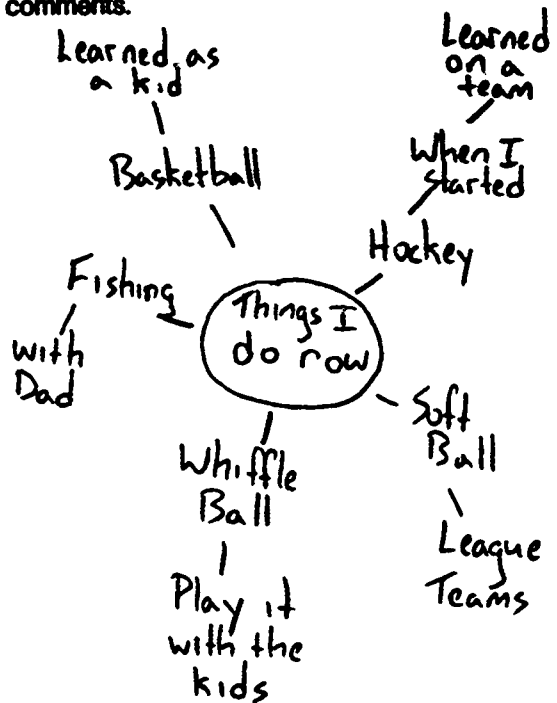 comments.
Learned as
a kid
Basketball
Learned
on a
team
When I
started
Hockey
Fishing
with
Dad
Things I
do now
Soft
Ball
League
Teams
Whiffle
Ball
Play it
with the
kids